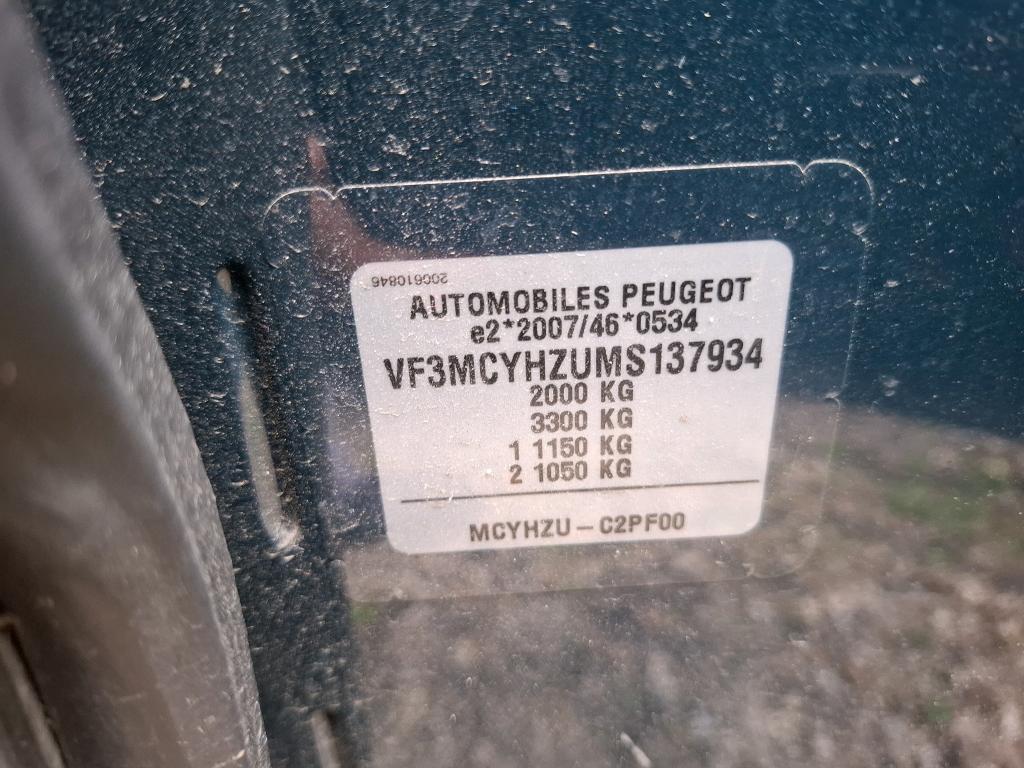 200610846
AUTOMOBILES PEUGEOT
e2*2007/46*0534
VF3MCYHZUMS137934
2000 KG
3300 KG
1 1150 KG
2 1050 KG
MCYHZU - C2PF00